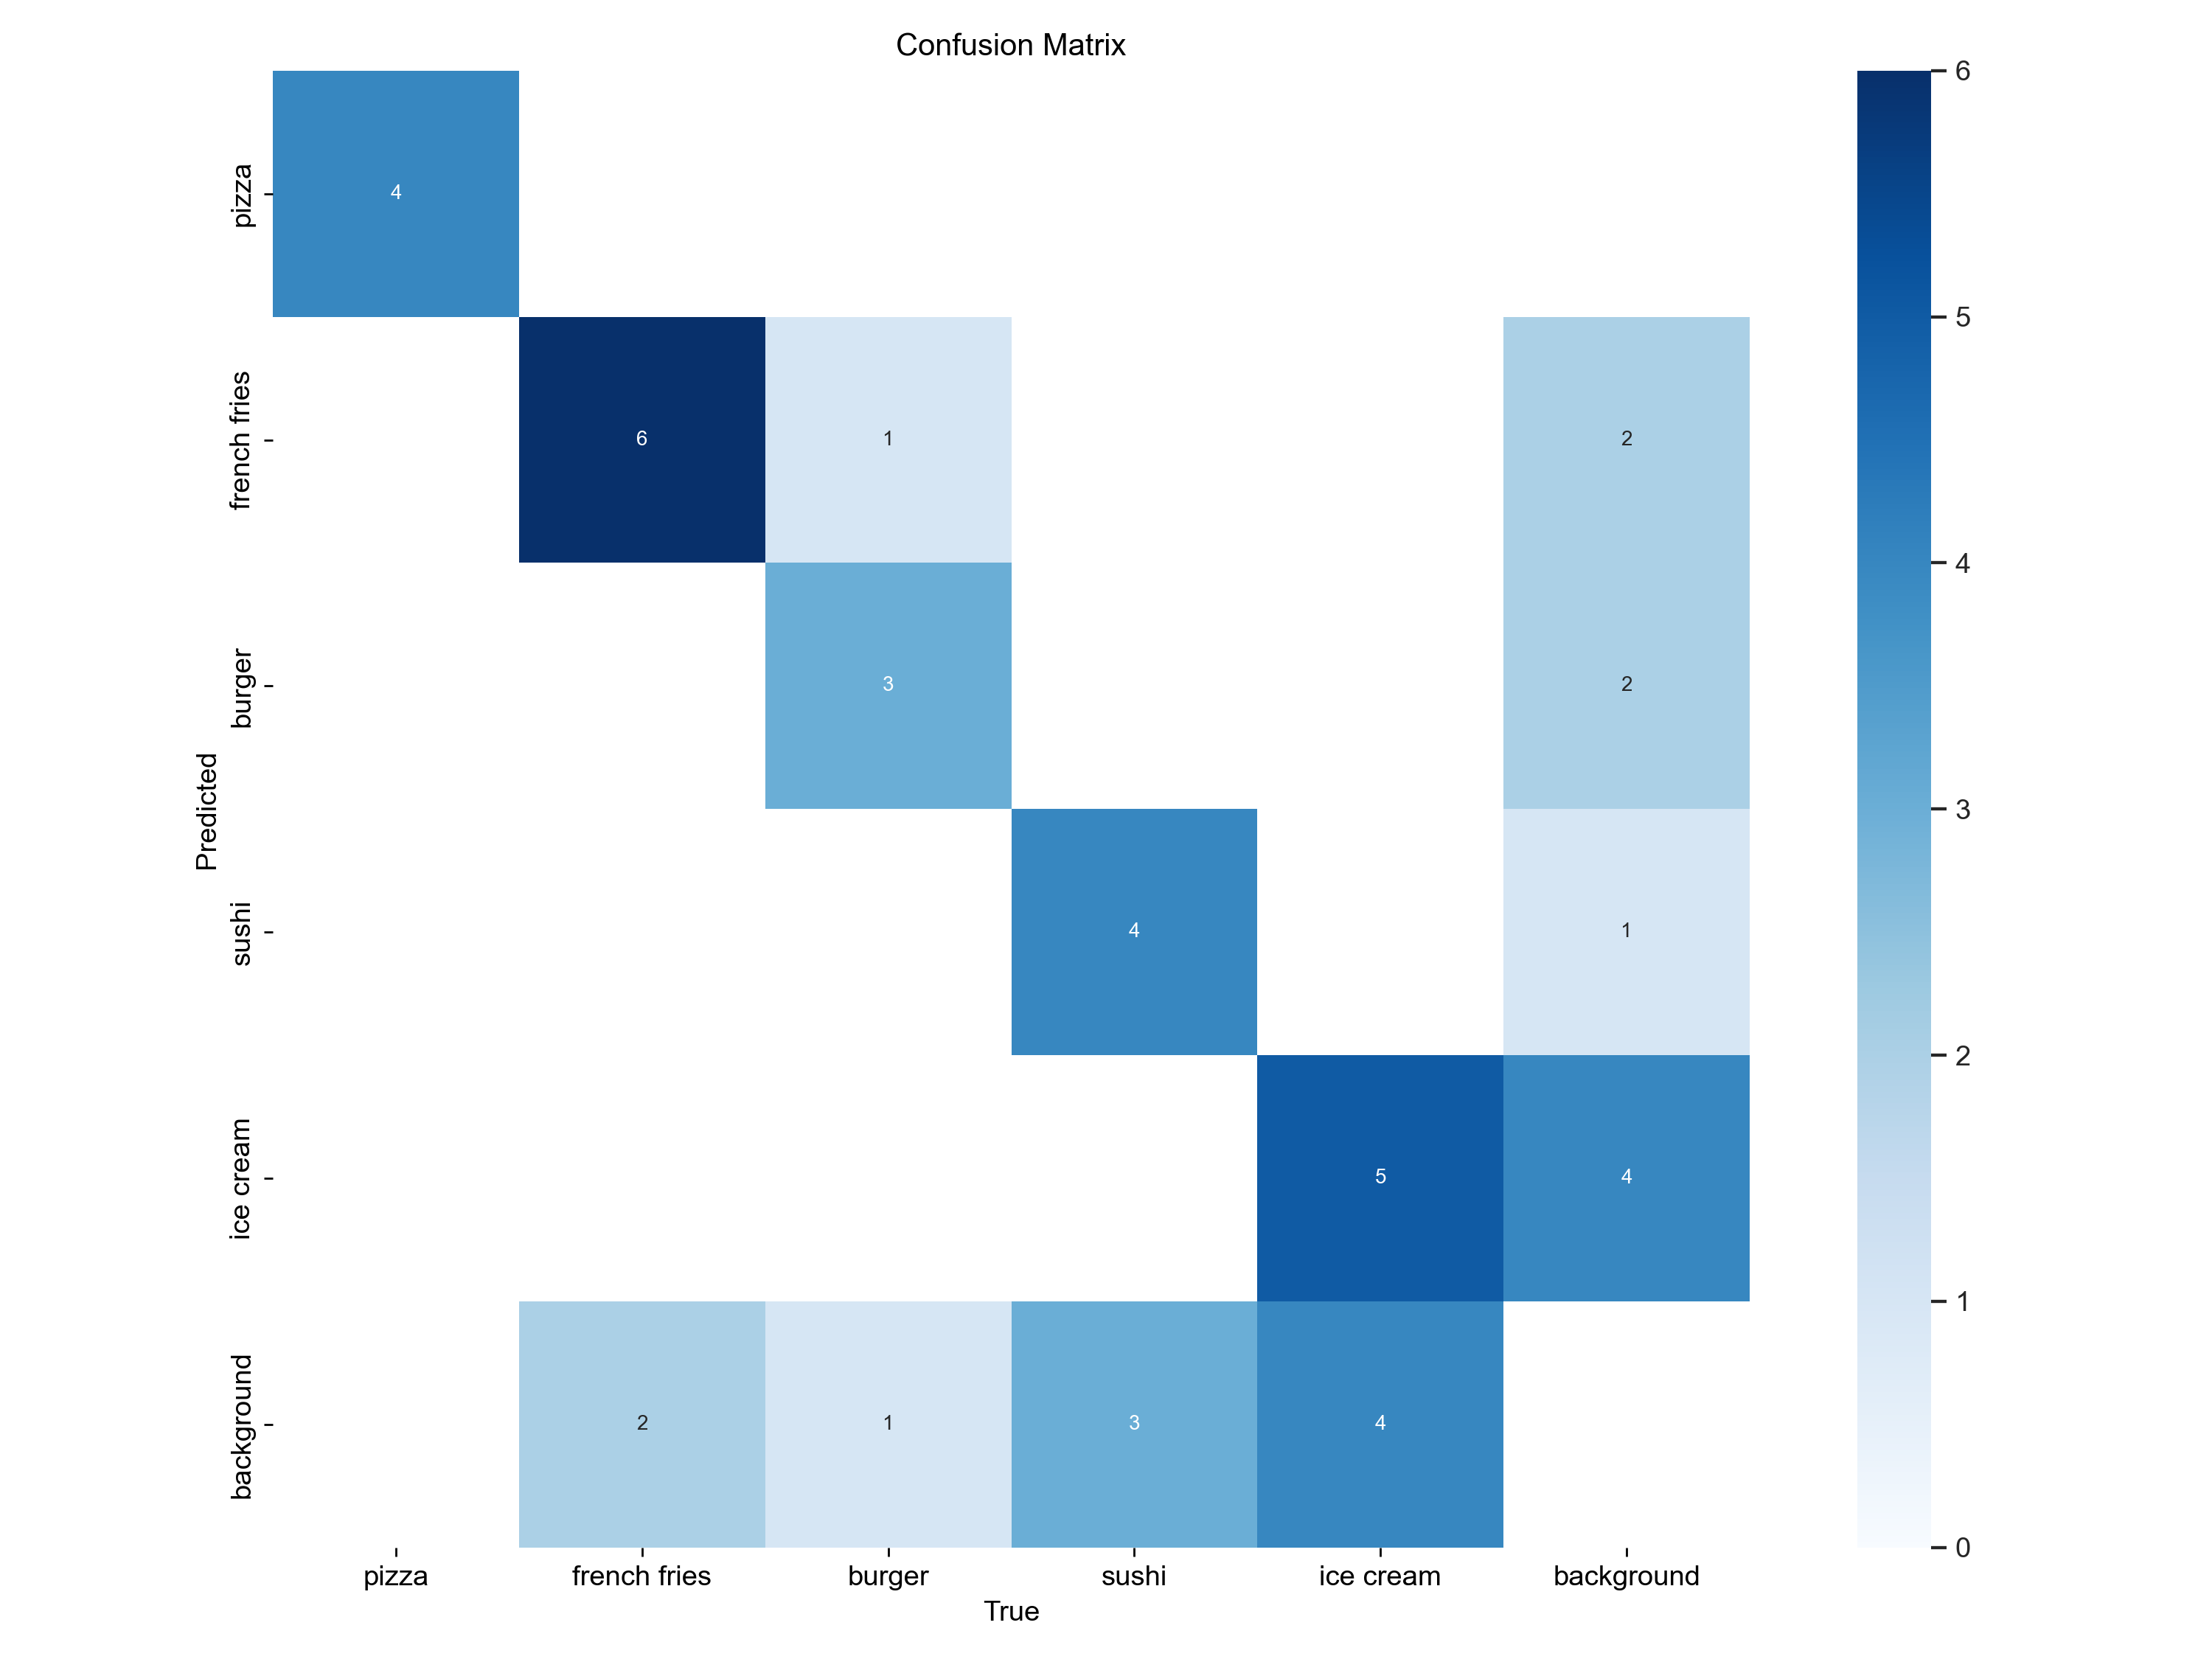 Confusion Matrix
pizza
4
french fries
6 1 2
burger
3 2
sushi
4 1
ice cream
5 4
background
2 1 3 4
Predicted
pizza french fries burger sushi ice cream background
True
6
5
4
3
2
1
0